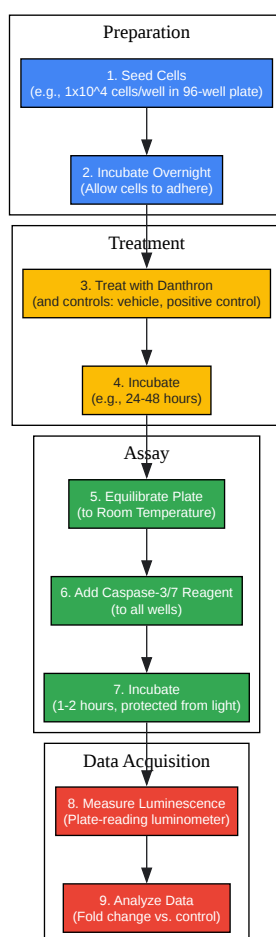 Preparation
1. Seed Cells
(e.g., 1x10^4 cells/well in 96-well plate)
2. Incubate Overnight
(Allow cells to adhere)
Treatment
3. Treat with Danthron
(and controls: vehicle, positive control)
4. Incubate
(e.g., 24-48 hours)
Assay
5. Equilibrate Plate
(to Room Temperature)
6. Add Caspase-3/7 Reagent
(to all wells)
7. Incubate
(1-2 hours, protected from light)
Data Acquisition
8. Measure Luminescence
(Plate-reading luminometer)
9. Analyze Data
(Fold change vs. control)